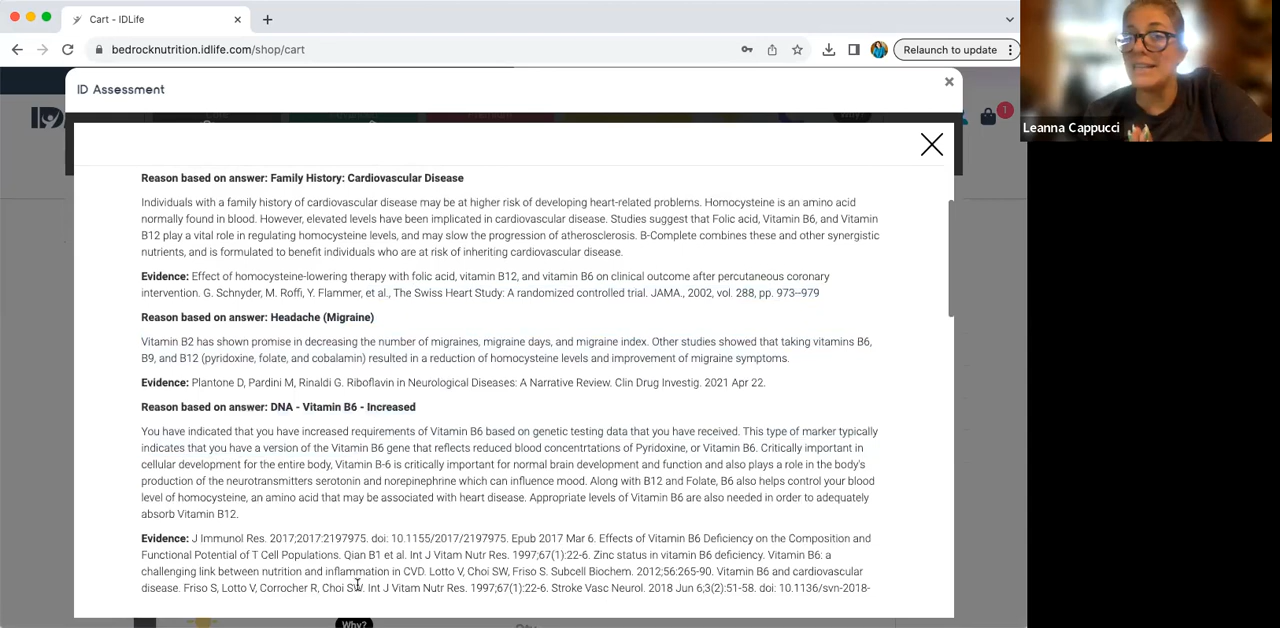 Cart - IDLife
bedrocknutrition.idlife.com/shop/cart
Relaunch to update
ID Assessment
ID
1
Leanna Cappucci
Reason based on answer: Family History: Cardiovascular Disease
Individuals with a family history of cardiovascular disease may be at higher risk of developing heart-related problems. Homocysteine is an amino acid
normally found in blood. However, elevated levels have been implicated in cardiovascular disease. Studies suggest that Folic acid, Vitamin B6, and Vitamin
B12 play a vital role in regulating homocysteine levels, and may slow the progression of atherosclerosis. B-Complete combines these and other synergistic
nutrients, and is formulated to benefit individuals who are at risk of inheriting cardiovascular disease.
Evidence: Effect of homocysteine-lowering therapy with folic acid, vitamin B12, and vitamin B6 on clinical outcome after percutaneous coronary
intervention. G. Schnyder, M. Roffi, Y. Flammer, et al., The Swiss Heart Study: A randomized controlled trial. JAMA., 2002, vol. 288, pp. 973--979
Reason based on answer: Headache (Migraine)
Vitamin B2 has shown promise in decreasing the number of migraines, migraine days, and migraine index. Other studies showed that taking vitamins B6,
B9, and B12 (pyridoxine, folate, and cobalamin) resulted in a reduction of homocysteine levels and improvement of migraine symptoms.
Evidence: Plantone D, Pardini M, Rinaldi G. Riboflavin in Neurological Diseases: A Narrative Review. Clin Drug Investig. 2021 Apr 22.
Reason based on answer: DNA - Vitamin B6 - Increased
You have indicated that you have increased requirements of Vitamin B6 based on genetic testing data that you have received. This type of marker typically
indicates that you have a version of the Vitamin B6 gene that reflects reduced blood concentrtations of Pyridoxine, or Vitamin B6. Critically important in
cellular development for the entire body, Vitamin B-6 is critically important for normal brain development and function and also plays a role in the body's
production of the neurotransmitters serotonin and norepinephrine which can influence mood. Along with B12 and Folate, B6 also helps control your blood
level of homocysteine, an amino acid that may be associated with heart disease. Appropriate levels of Vitamin B6 are also needed in order to adequately
absorb Vitamin B12.
Evidence: J Immunol Res. 2017;2017:2197975. doi: 10.1155/2017/2197975. Epub 2017 Mar 6. Effects of Vitamin B6 Deficiency on the Composition and
Functional Potential of T Cell Populations. Qian B1 et al. Int J Vitam Nutr Res. 1997;67(1):22-6. Zinc status in vitamin B6 deficiency. Vitamin B6: a
challenging link between nutrition and inflammation in CVD. Lotto V, Choi SW, Friso S. Subcell Biochem. 2012;56:265-90. Vitamin B6 and cardiovascular
disease. Friso S, Lotto V, Corrocher R, Choi SW. Int J Vitam Nutr Res. 1997;67(1):22-6. Stroke Vasc Neurol. 2018 Jun 6;3(2):51-58. doi: 10.1136/svn-2018-
Why?